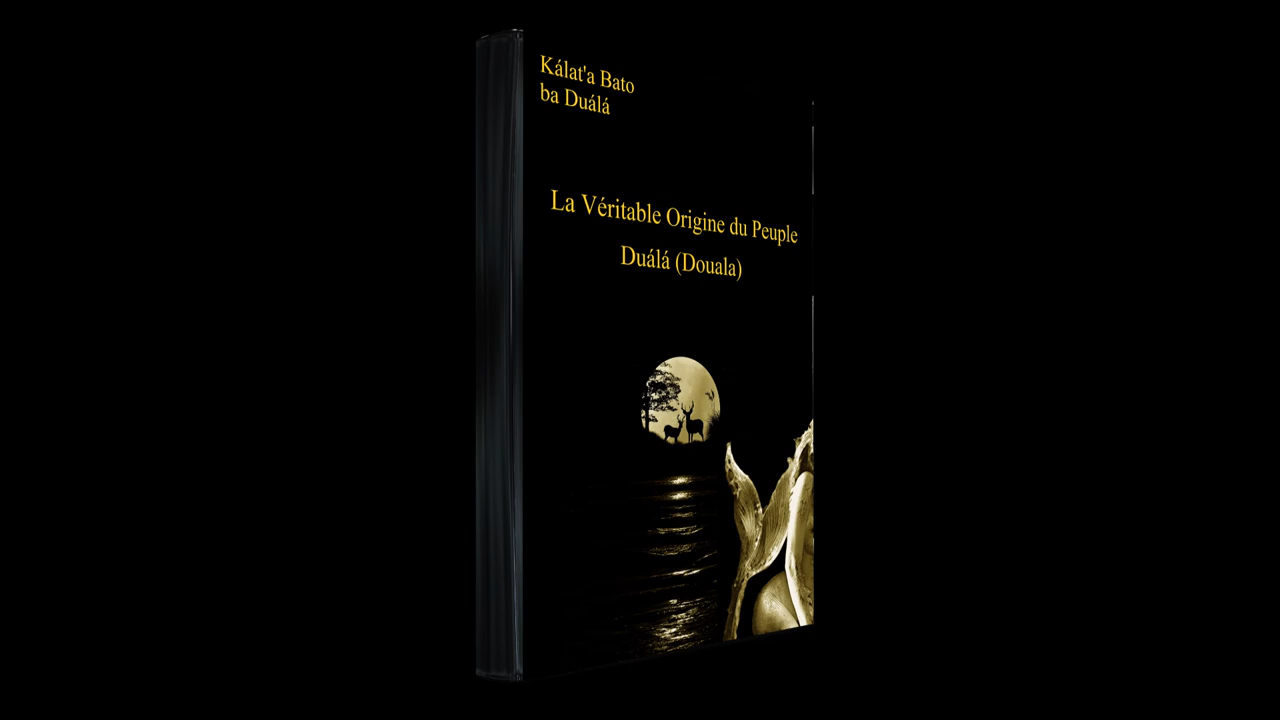 Kálat'a Bato
ba Duálá
La Véritable Origine du Peuple
Duálá (Douala)